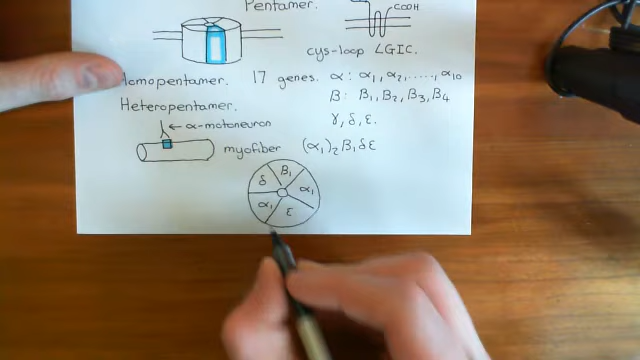 Pentamer.
COOH
cys-loop LGIC.
Homopentamer. 17 genes. α: α1, α2, ....., α10
Heteropentamer. β: β1, β2, β3, β4
γ, δ, ε.
← α-motoneuron
myofiber (α1)2 β1 δ ε
β1
δ α1
α1 ε